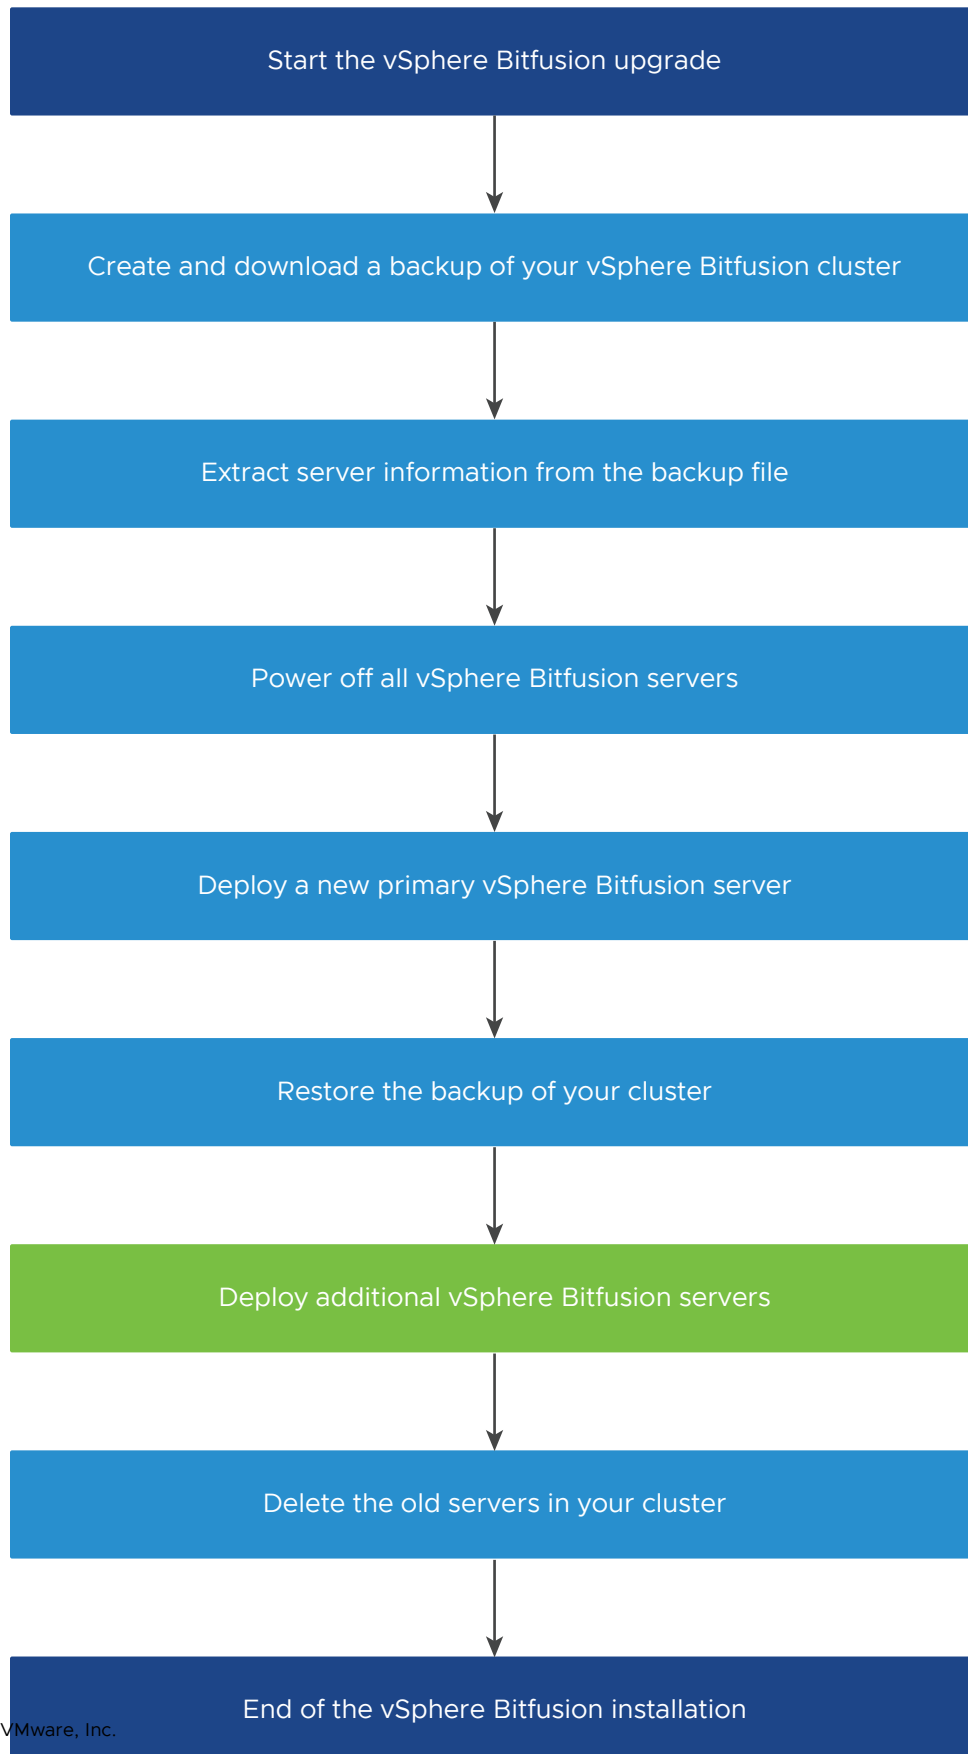 Start the vSphere Bitfusion upgrade
Create and download a backup of your vSphere Bitfusion cluster
Extract server information from the backup file
Power off all vSphere Bitfusion servers
Deploy a new primary vSphere Bitfusion server
Restore the backup of your cluster
Deploy additional vSphere Bitfusion servers
Delete the old servers in your cluster
End of the vSphere Bitfusion installation
VMware, Inc.